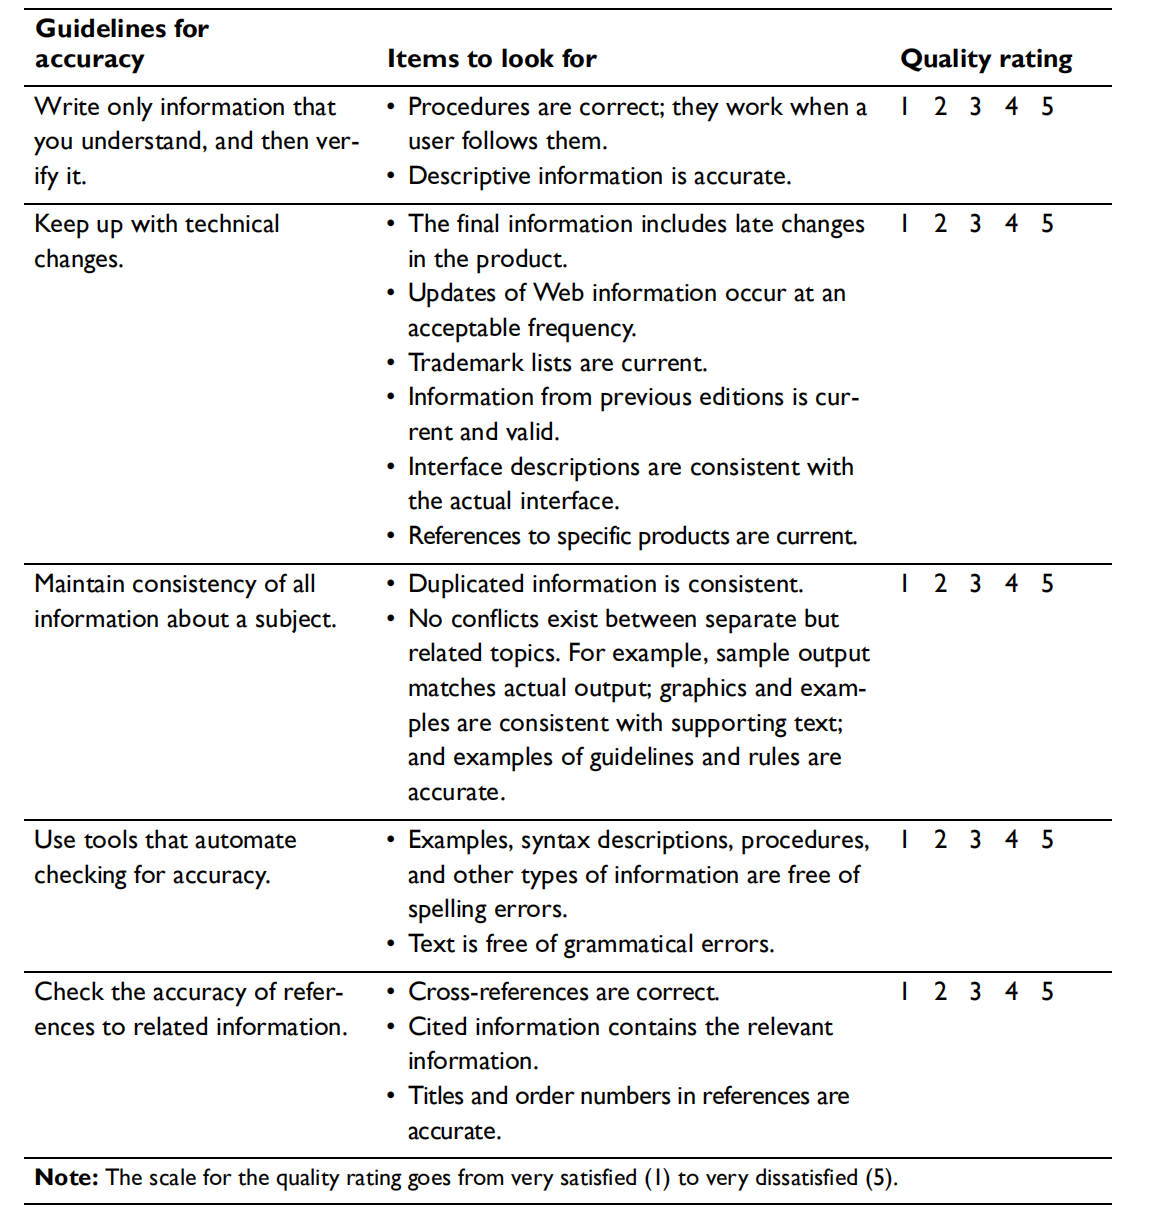 Guidelines for
accuracy
Items to look for
Quality rating
Write only information that
you understand, and then ver-
ify it.
• Procedures are correct; they work when a
user follows them.
• Descriptive information is accurate.
1 2 3 4 5
Keep up with technical
changes.
• The final information includes late changes
in the product.
• Updates of Web information occur at an
acceptable frequency.
• Trademark lists are current.
• Information from previous editions is cur-
rent and valid.
• Interface descriptions are consistent with
the actual interface.
• References to specific products are current.
1 2 3 4 5
Maintain consistency of all
information about a subject.
• Duplicated information is consistent.
• No conflicts exist between separate but
related topics. For example, sample output
matches actual output; graphics and exam-
ples are consistent with supporting text;
and examples of guidelines and rules are
accurate.
1 2 3 4 5
Use tools that automate
checking for accuracy.
• Examples, syntax descriptions, procedures,
and other types of information are free of
spelling errors.
• Text is free of grammatical errors.
1 2 3 4 5
Check the accuracy of refer-
ences to related information.
• Cross-references are correct.
• Cited information contains the relevant
information.
• Titles and order numbers in references are
accurate.
1 2 3 4 5
Note: The scale for the quality rating goes from very satisfied (1) to very dissatisfied (5).